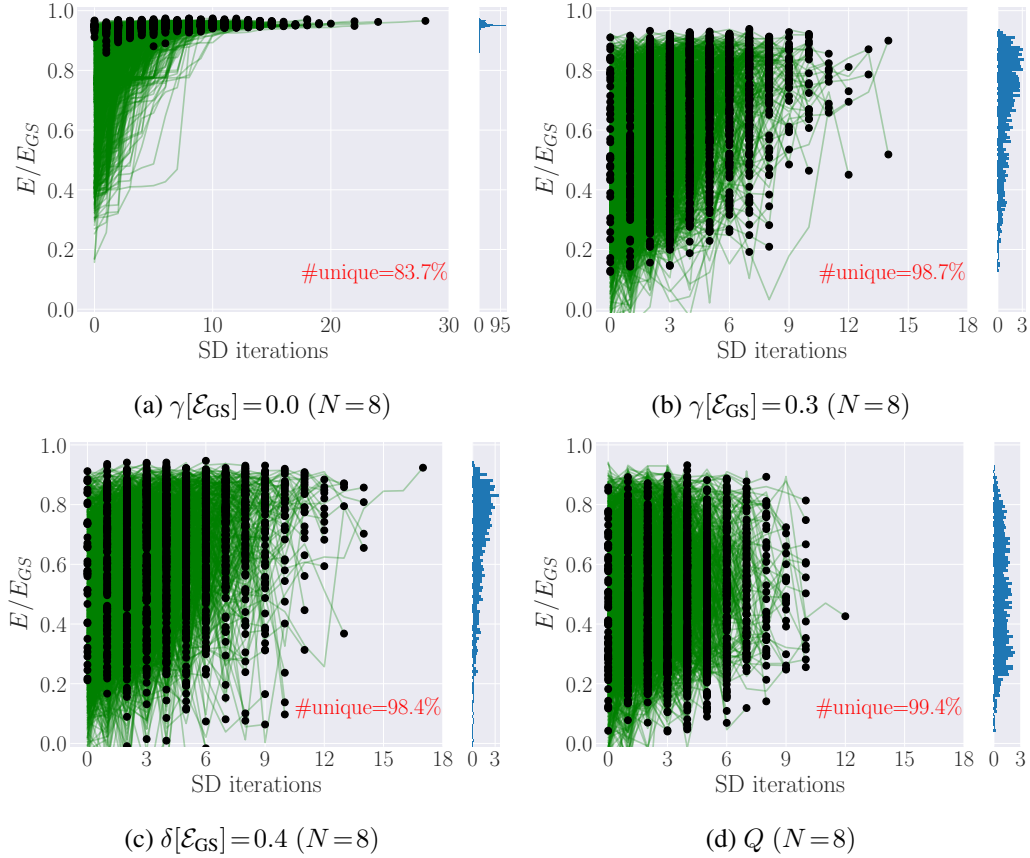 1.0
0.8
0.6
0.4
0.2
0.0
E/E_{GS}
#unique=83.7%
0 10 20 30
0 95
SD iterations
(a) γ[ℰ_GS]=0.0 (N=8)
1.0
0.8
0.6
0.4
0.2
0.0
E/E_{GS}
#unique=98.7%
0 3 6 9 12 15 18
0 3
SD iterations
(b) γ[ℰ_GS]=0.3 (N=8)
1.0
0.8
0.6
0.4
0.2
0.0
E/E_{GS}
#unique=98.4%
0 3 6 9 12 15 18
0 3
SD iterations
(c) δ[ℰ_GS]=0.4 (N=8)
1.0
0.8
0.6
0.4
0.2
0.0
E/E_{GS}
#unique=99.4%
0 3 6 9 12 15 18
0 3
SD iterations
(d) Q (N=8)